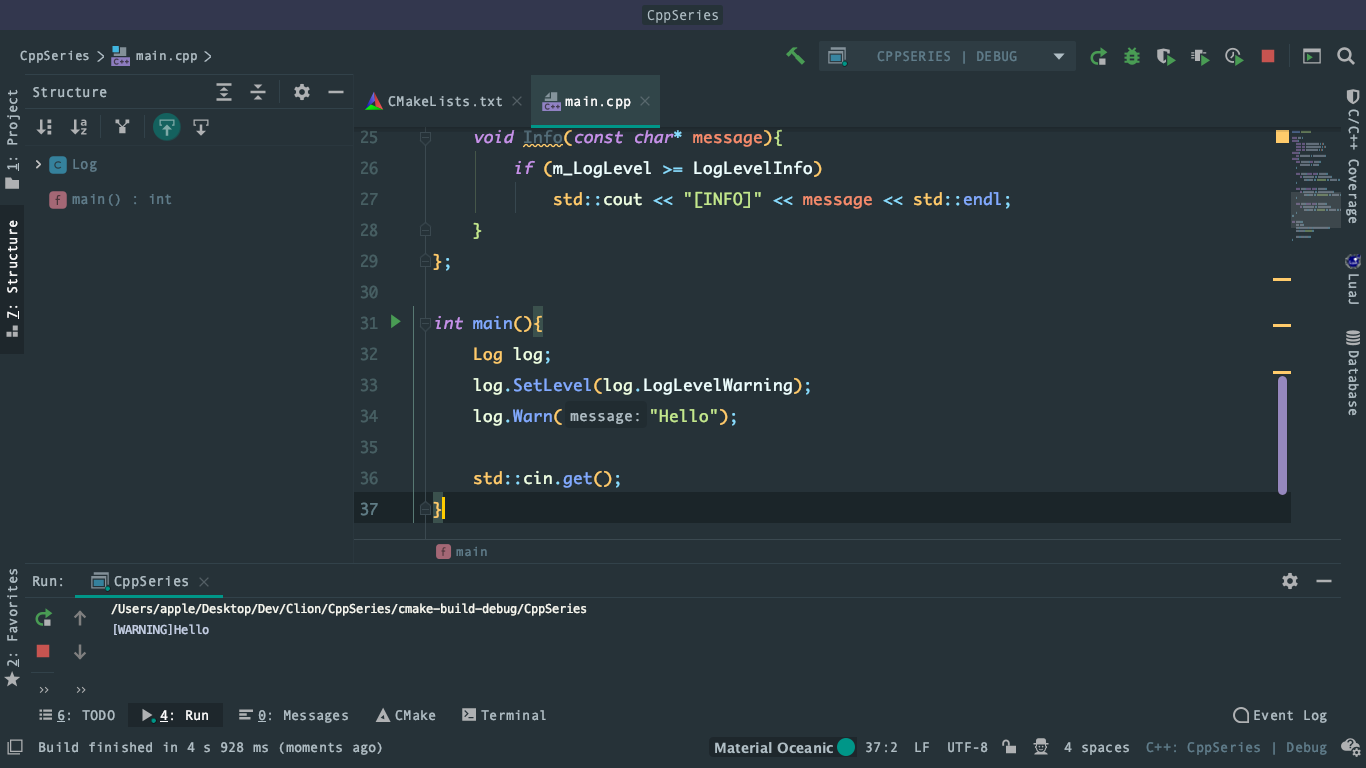 CppSeries
CppSeries > main.cpp >
CPPSERIES | DEBUG
Structure
CMakeLists.txt
main.cpp
1: Project
Z: Structure
2: Favorites
Log
main() : int
25 void Info(const char* message){
26 if (m_LogLevel >= LogLevelInfo)
27 std::cout << "[INFO]" << message << std::endl;
28 }
29 };
30
31 int main(){
32 Log log;
33 log.SetLevel(log.LogLevelWarning);
34 log.Warn( message: "Hello");
35
36 std::cin.get();
37 }
main
C/C++ Coverage
LuaJ
Database
Run: CppSeries
/Users/apple/Desktop/Dev/Clion/CppSeries/cmake-build-debug/CppSeries
[WARNING]Hello
6: TODO 4: Run 0: Messages CMake Terminal Event Log
Build finished in 4 s 928 ms (moments ago) Material Oceanic 37:2 LF UTF-8 4 spaces C++: CppSeries | Debug